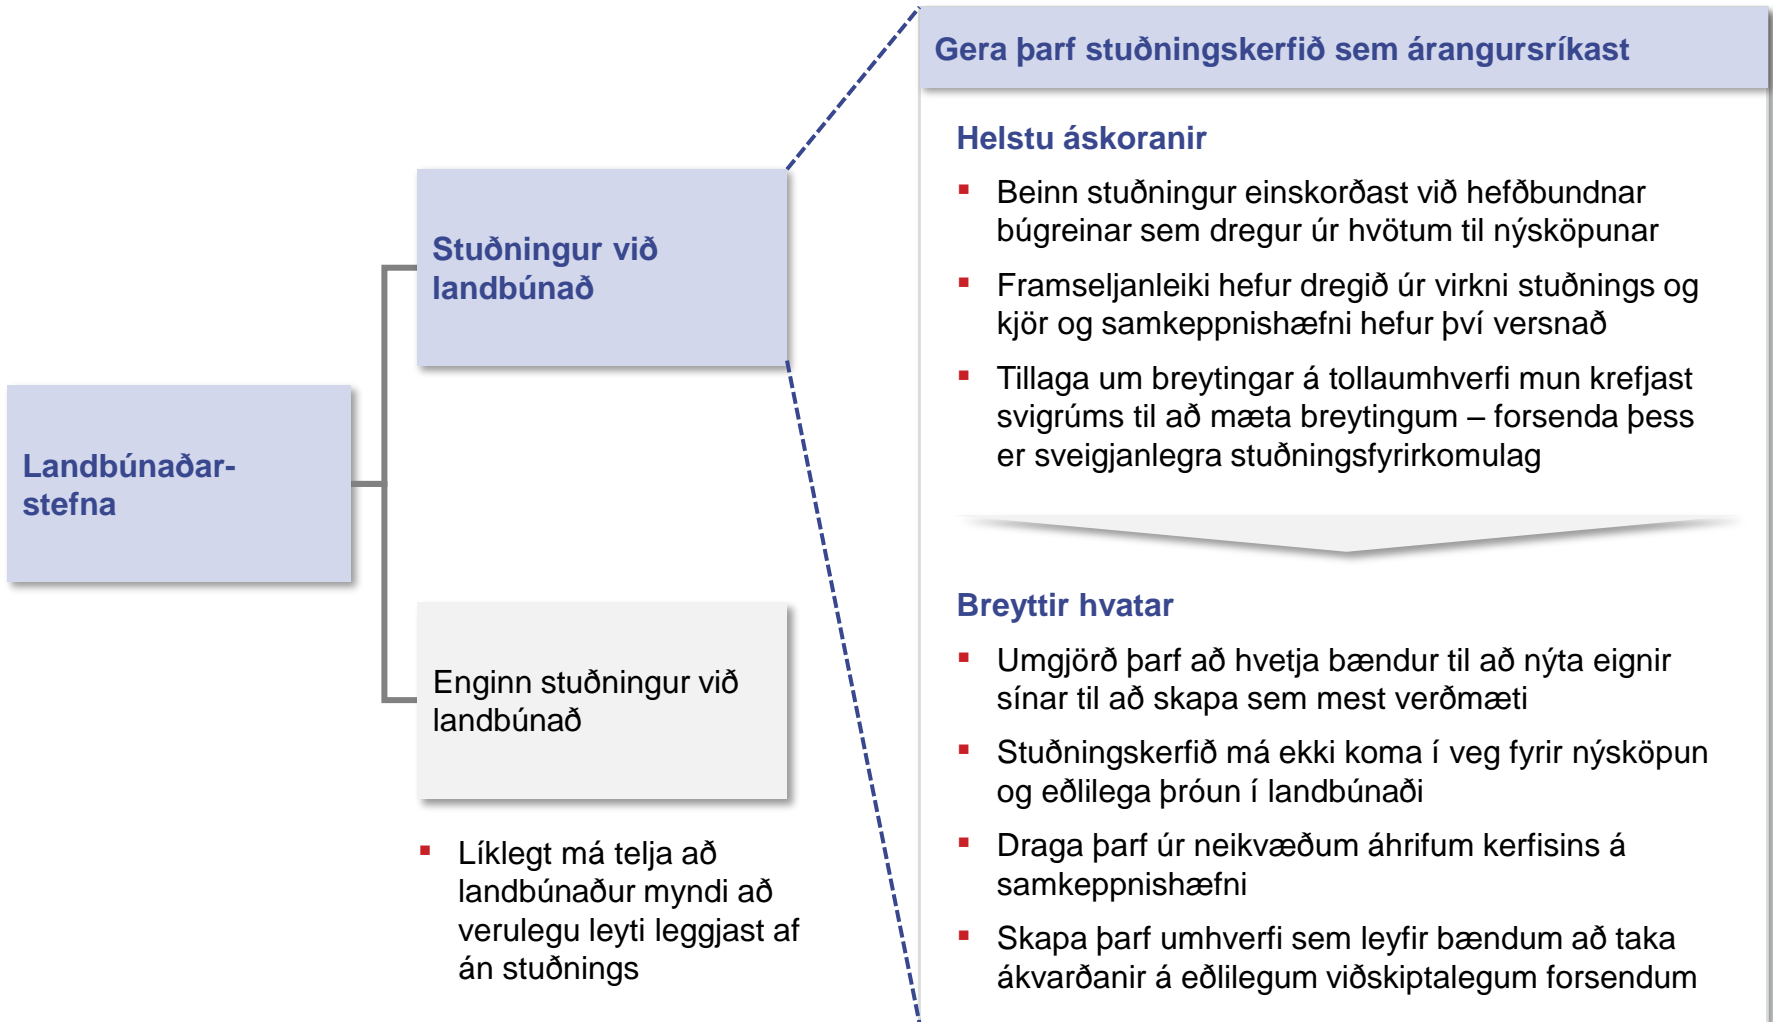 Landbúnaðar-
stefna
Stuðningur við
landbúnað
Enginn stuðningur við
landbúnað
▪ Líklegt má telja að
landbúnaður myndi að
verulegu leyti leggjast af
án stuðnings
Gera þarf stuðningskerfið sem árangursríkast
Helstu áskoranir
▪ Beinn stuðningur einskorðast við hefðbundnar
búgreinar sem dregur úr hvötum til nýsköpunar
▪ Framseljanleiki hefur dregið úr virkni stuðnings og
kjör og samkeppnishæfni hefur því versnað
▪ Tillaga um breytingar á tollaumhverfi mun krefjast
svigrúms til að mæta breytingum – forsenda þess
er sveigjanlegra stuðningsfyrirkomulag
Breyttir hvatar
▪ Umgjörð þarf að hvetja bændur til að nýta eignir
sínar til að skapa sem mest verðmæti
▪ Stuðningskerfið má ekki koma í veg fyrir nýsköpun
og eðlilega þróun í landbúnaði
▪ Draga þarf úr neikvæðum áhrifum kerfisins á
samkeppnishæfni
▪ Skapa þarf umhverfi sem leyfir bændum að taka
ákvarðanir á eðlilegum viðskiptalegum forsendum